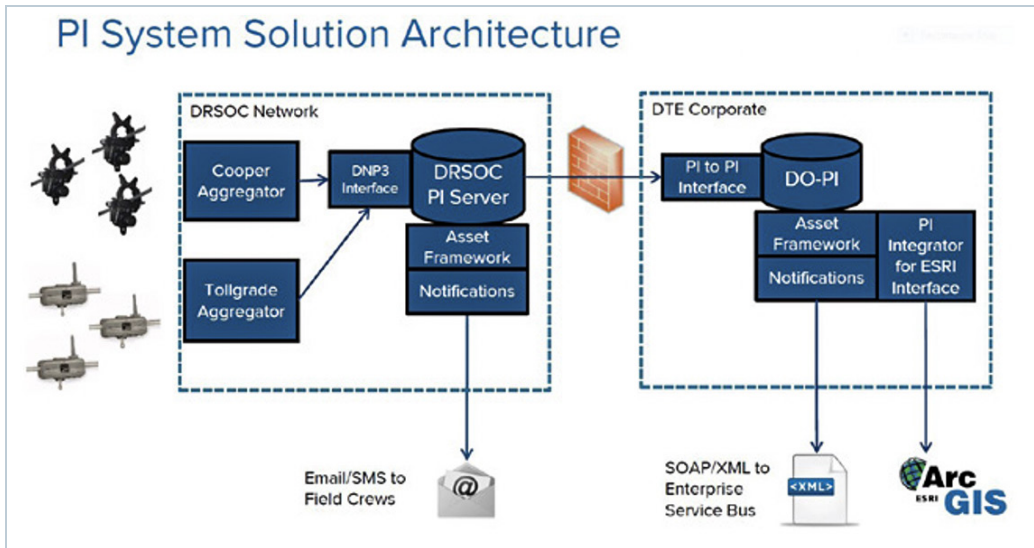 PI System Solution Architecture
DRSOC Network
Cooper
Aggregator
Tollgrade
Aggregator
DNP3
Interface
DRSOC
PI Server
Asset
Framework
Notifications
Email/SMS to
Field Crews
@
DTE Corporate
PI to PI
Interface
DO-PI
Asset
Framework
Notifications
PI
Integrator
for ESRI
Interface
SOAP/XML to
Enterprise
Service Bus
<XML>
Arc
ESRI
GIS